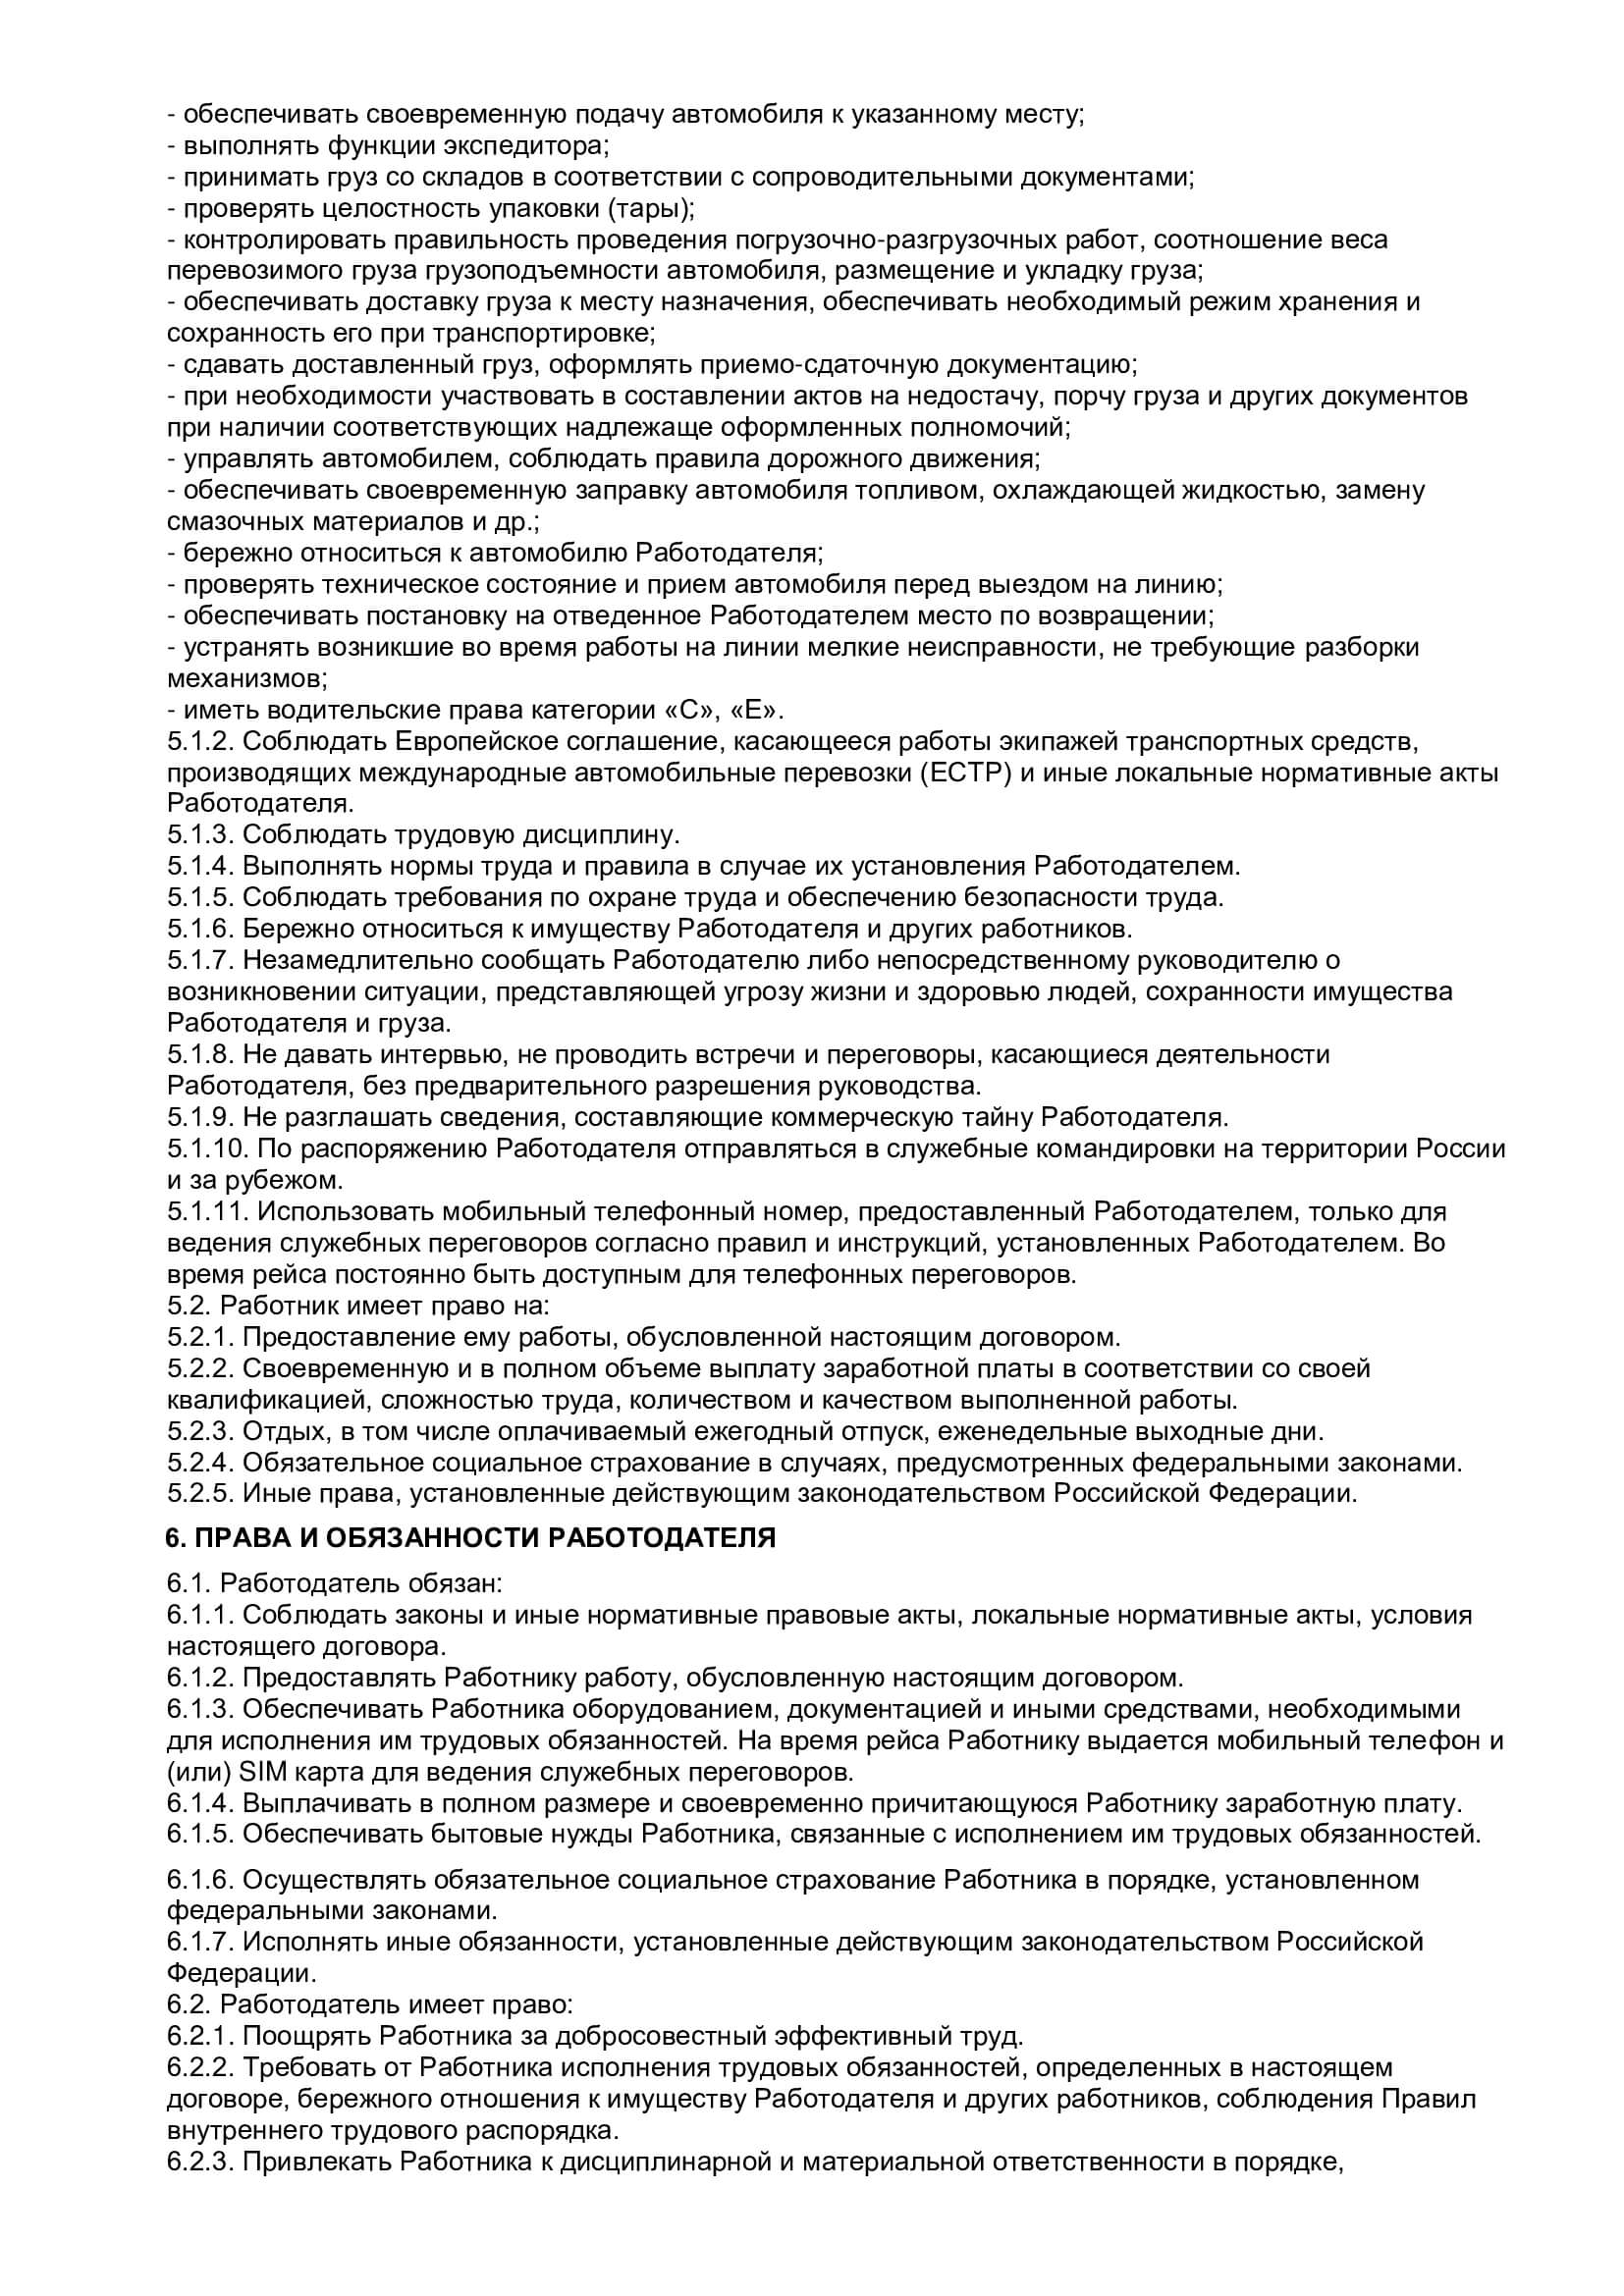 - обеспечивать своевременную подачу автомобиля к указанному месту;
- выполнять функции экспедитора;
- принимать груз со складов в соответствии с сопроводительными документами;
- проверять целостность упаковки (тары);
- контролировать правильность проведения погрузочно-разгрузочных работ, соотношение веса
перевозимого груза грузоподъемности автомобиля, размещение и укладку груза;
- обеспечивать доставку груза к месту назначения, обеспечивать необходимый режим хранения и
сохранность его при транспортировке;
- сдавать доставленный груз, оформлять приемо-сдаточную документацию;
- при необходимости участвовать в составлении актов на недостачу, порчу груза и других документов
при наличии соответствующих надлежаще оформленных полномочий;
- управлять автомобилем, соблюдать правила дорожного движения;
- обеспечивать своевременную заправку автомобиля топливом, охлаждающей жидкостью, замену
смазочных материалов и др.;
- бережно относиться к автомобилю Работодателя;
- проверять техническое состояние и прием автомобиля перед выездом на линию;
- обеспечивать постановку на отведенное Работодателем место по возвращении;
- устранять возникшие во время работы на линии мелкие неисправности, не требующие разборки
механизмов;
- иметь водительские права категории «С», «Е».
5.1.2. Соблюдать Европейское соглашение, касающееся работы экипажей транспортных средств,
производящих международные автомобильные перевозки (ЕСТР) и иные локальные нормативные акты
Работодателя.
5.1.3. Соблюдать трудовую дисциплину.
5.1.4. Выполнять нормы труда и правила в случае их установления Работодателем.
5.1.5. Соблюдать требования по охране труда и обеспечению безопасности труда.
5.1.6. Бережно относиться к имуществу Работодателя и других работников.
5.1.7. Незамедлительно сообщать Работодателю либо непосредственному руководителю о
возникновении ситуации, представляющей угрозу жизни и здоровью людей, сохранности имущества
Работодателя и груза.
5.1.8. Не давать интервью, не проводить встречи и переговоры, касающиеся деятельности
Работодателя, без предварительного разрешения руководства.
5.1.9. Не разглашать сведения, составляющие коммерческую тайну Работодателя.
5.1.10. По распоряжению Работодателя отправляться в служебные командировки на территории России
и за рубежом.
5.1.11. Использовать мобильный телефонный номер, предоставленный Работодателем, только для
ведения служебных переговоров согласно правил и инструкций, установленных Работодателем. Во
время рейса постоянно быть доступным для телефонных переговоров.
5.2. Работник имеет право на:
5.2.1. Предоставление ему работы, обусловленной настоящим договором.
5.2.2. Своевременную и в полном объеме выплату заработной платы в соответствии со своей
квалификацией, сложностью труда, количеством и качеством выполненной работы.
5.2.3. Отдых, в том числе оплачиваемый ежегодный отпуск, еженедельные выходные дни.
5.2.4. Обязательное социальное страхование в случаях, предусмотренных федеральными законами.
5.2.5. Иные права, установленные действующим законодательством Российской Федерации.
6. ПРАВА И ОБЯЗАННОСТИ РАБОТОДАТЕЛЯ
6.1. Работодатель обязан:
6.1.1. Соблюдать законы и иные нормативные правовые акты, локальные нормативные акты, условия
настоящего договора.
6.1.2. Предоставлять Работнику работу, обусловленную настоящим договором.
6.1.3. Обеспечивать Работника оборудованием, документацией и иными средствами, необходимыми
для исполнения им трудовых обязанностей. На время рейса Работнику выдается мобильный телефон и
(или) SIM карта для ведения служебных переговоров.
6.1.4. Выплачивать в полном размере и своевременно причитающуюся Работнику заработную плату.
6.1.5. Обеспечивать бытовые нужды Работника, связанные с исполнением им трудовых обязанностей.
6.1.6. Осуществлять обязательное социальное страхование Работника в порядке, установленном
федеральными законами.
6.1.7. Исполнять иные обязанности, установленные действующим законодательством Российской
Федерации.
6.2. Работодатель имеет право:
6.2.1. Поощрять Работника за добросовестный эффективный труд.
6.2.2. Требовать от Работника исполнения трудовых обязанностей, определенных в настоящем
договоре, бережного отношения к имуществу Работодателя и других работников, соблюдения Правил
внутреннего трудового распорядка.
6.2.3. Привлекать Работника к дисциплинарной и материальной ответственности в порядке,